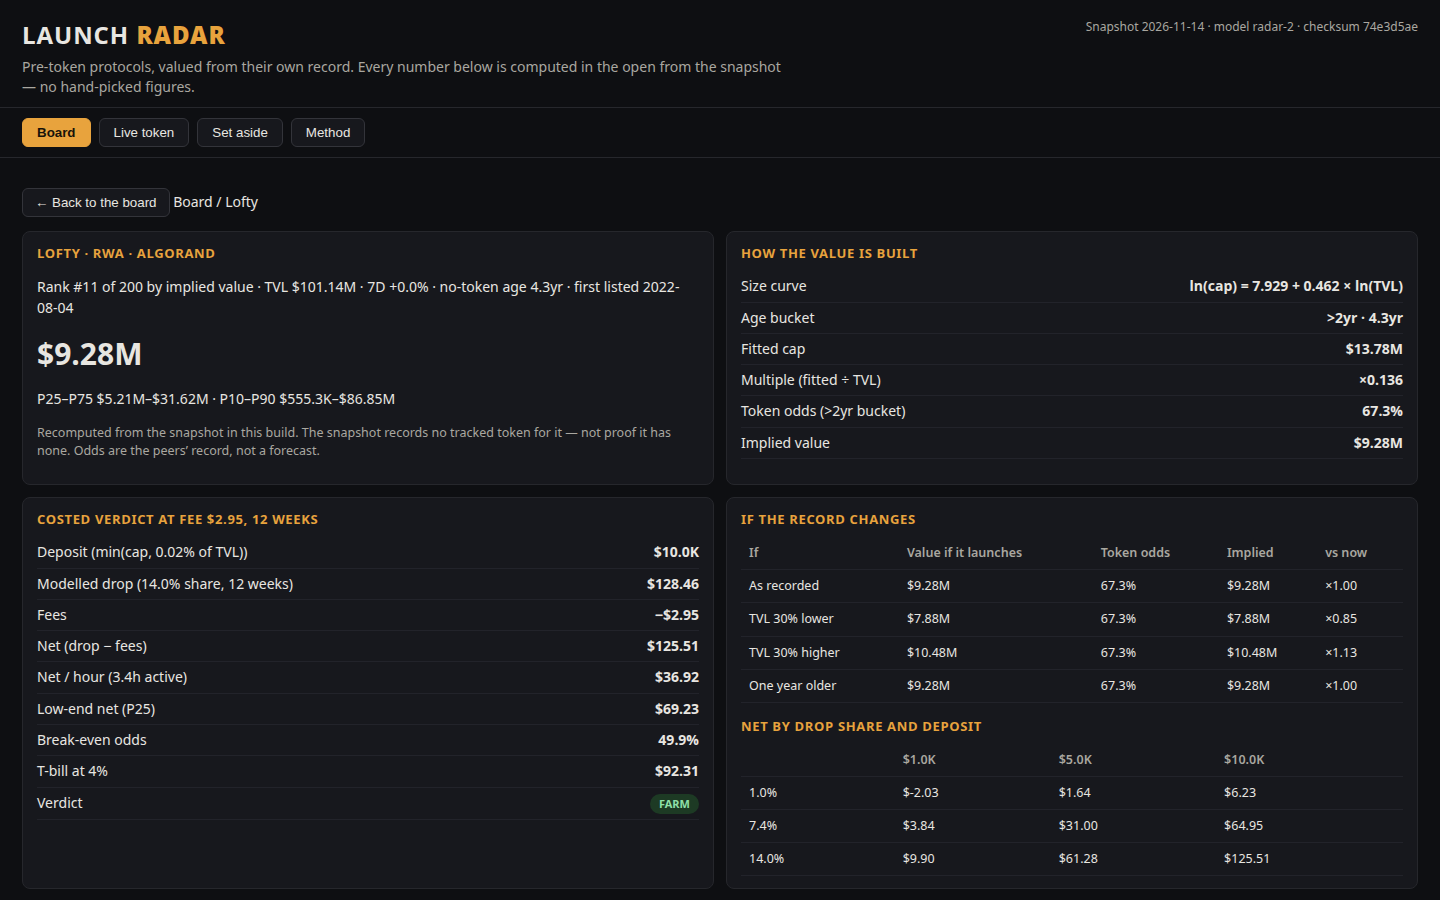 LAUNCH RADAR
Snapshot 2026-11-14 · model radar-2 · checksum 74e3d5ae
Pre-token protocols, valued from their own record. Every number below is computed in the open from the snapshot
— no hand-picked figures.
Board
Live token
Set aside
Method
← Back to the board
Board / Lofty
LOFTY · RWA · ALGORAND
Rank #11 of 200 by implied value · TVL $101.14M · 7D +0.0% · no-token age 4.3yr · first listed 2022-
08-04
$9.28M
P25–P75 $5.21M–$31.62M · P10–P90 $555.3K–$86.85M
Recomputed from the snapshot in this build. The snapshot records no tracked token for it — not proof it has
none. Odds are the peers’ record, not a forecast.
HOW THE VALUE IS BUILT
Size curve ln(cap) = 7.929 + 0.462 × ln(TVL)
Age bucket >2yr · 4.3yr
Fitted cap $13.78M
Multiple (fitted ÷ TVL) ×0.136
Token odds (>2yr bucket) 67.3%
Implied value $9.28M
COSTED VERDICT AT FEE $2.95, 12 WEEKS
Deposit (min(cap, 0.02% of TVL)) $10.0K
Modelled drop (14.0% share, 12 weeks) $128.46
Fees −$2.95
Net (drop − fees) $125.51
Net / hour (3.4h active) $36.92
Low-end net (P25) $69.23
Break-even odds 49.9%
T-bill at 4% $92.31
Verdict FARM
IF THE RECORD CHANGES
If Value if it launches Token odds Implied vs now
As recorded $9.28M 67.3% $9.28M ×1.00
TVL 30% lower $7.88M 67.3% $7.88M ×0.85
TVL 30% higher $10.48M 67.3% $10.48M ×1.13
One year older $9.28M 67.3% $9.28M ×1.00
NET BY DROP SHARE AND DEPOSIT
$1.0K $5.0K $10.0K
1.0% $-2.03 $1.64 $6.23
7.4% $3.84 $31.00 $64.95
14.0% $9.90 $61.28 $125.51